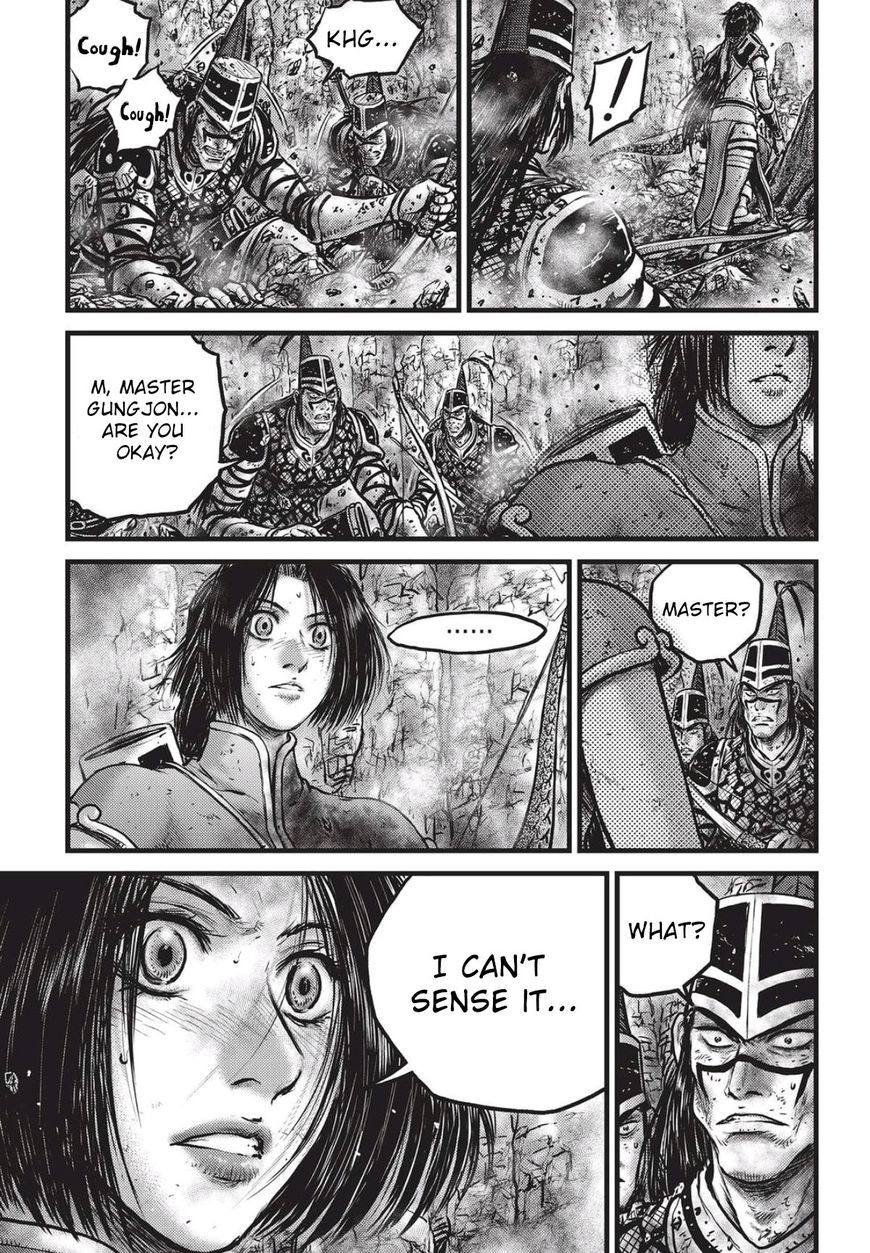 Cough!
Cough!
KHG...
!
M, MASTER
GUNGJON...
ARE YOU
OKAY?
......
MASTER?
I CAN'T
SENSE IT...
WHAT?